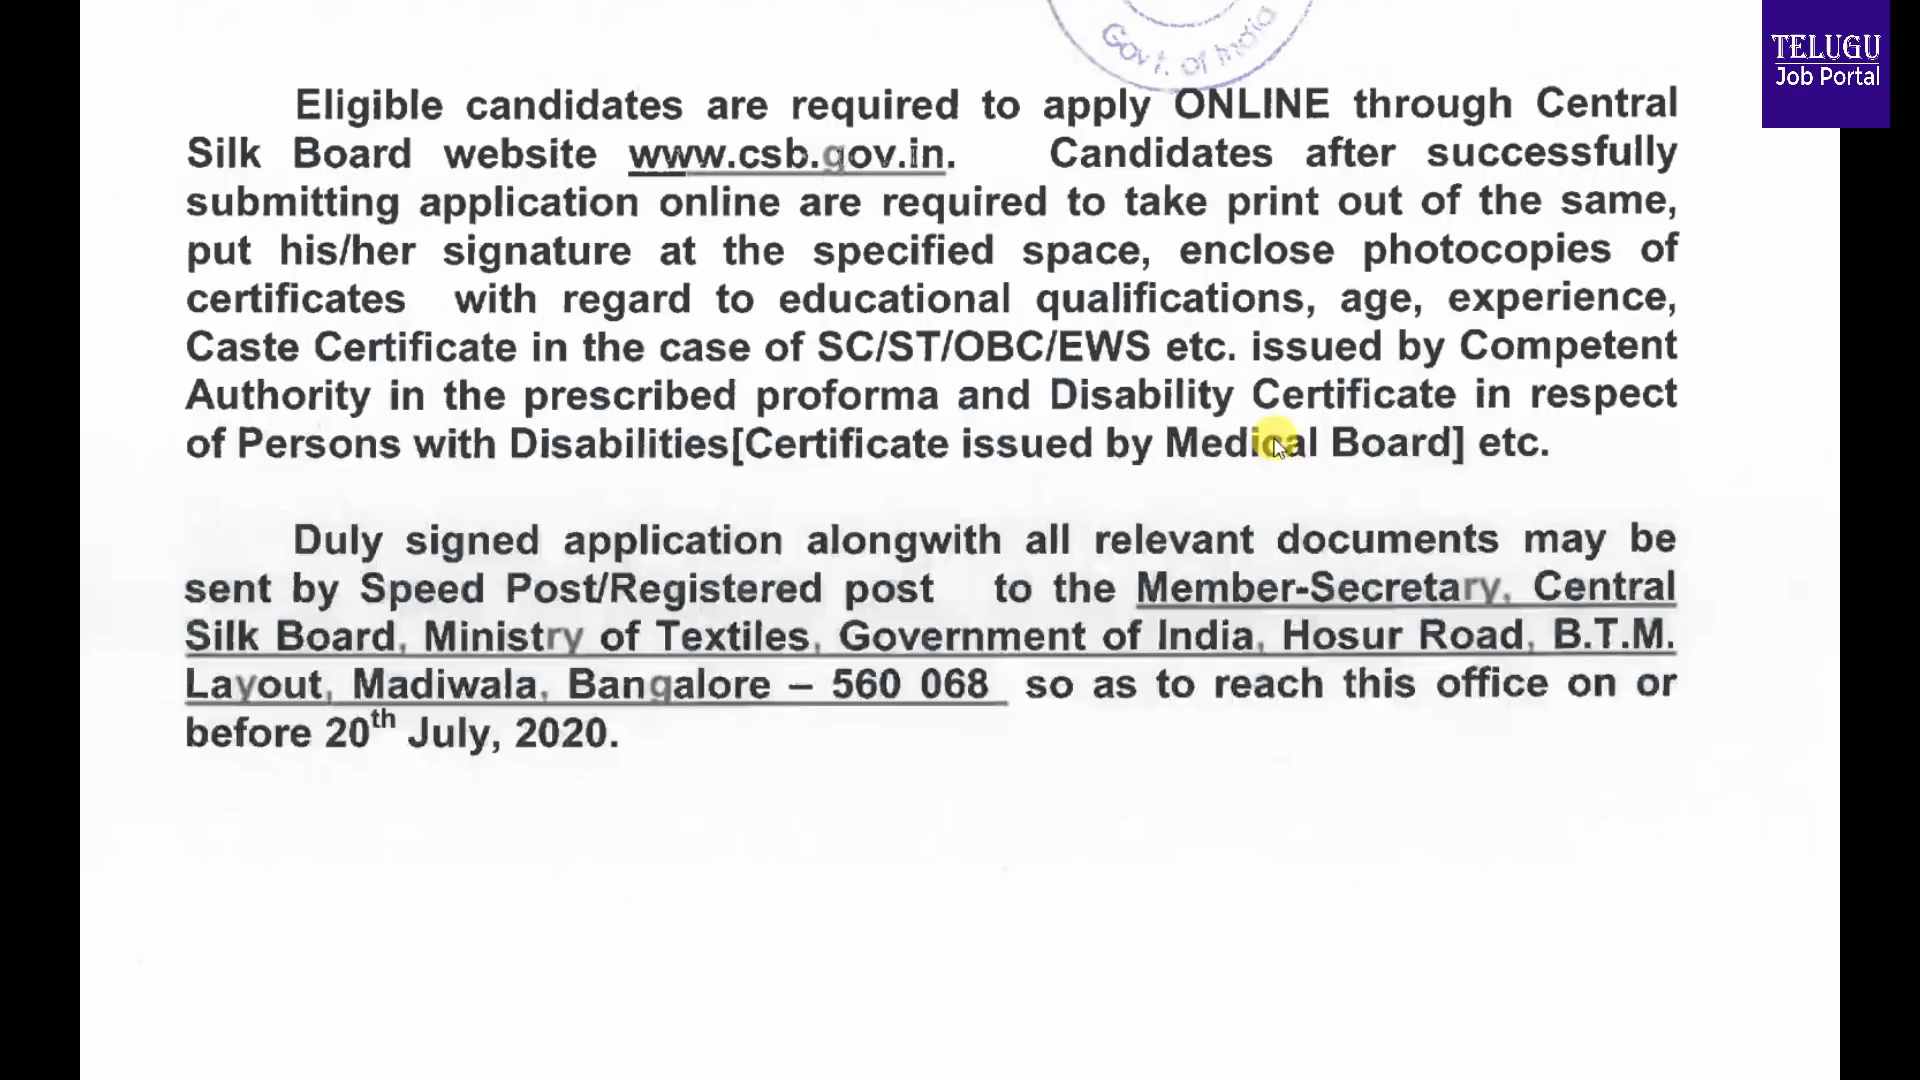 Govt. of India
TELUGU
Job Portal
Eligible candidates are required to apply ONLINE through Central
Silk Board website www.csb.gov.in. Candidates after successfully
submitting application online are required to take print out of the same,
put his/her signature at the specified space, enclose photocopies of
certificates with regard to educational qualifications, age, experience,
Caste Certificate in the case of SC/ST/OBC/EWS etc. issued by Competent
Authority in the prescribed proforma and Disability Certificate in respect
of Persons with Disabilities[Certificate issued by Medical Board] etc.
Duly signed application alongwith all relevant documents may be
sent by Speed Post/Registered post to the Member-Secretary, Central
Silk Board, Ministry of Textiles, Government of India, Hosur Road, B.T.M.
Layout, Madiwala, Bangalore – 560 068 so as to reach this office on or
before 20th July, 2020.